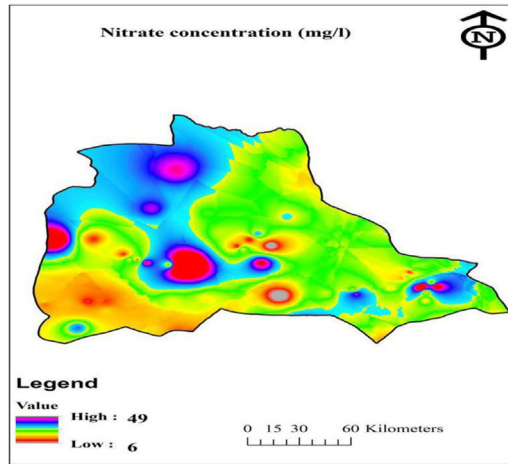 Nitrate concentration (mg/l)
N
Legend
Value
High : 49
Low : 6
0 15 30 60 Kilometers